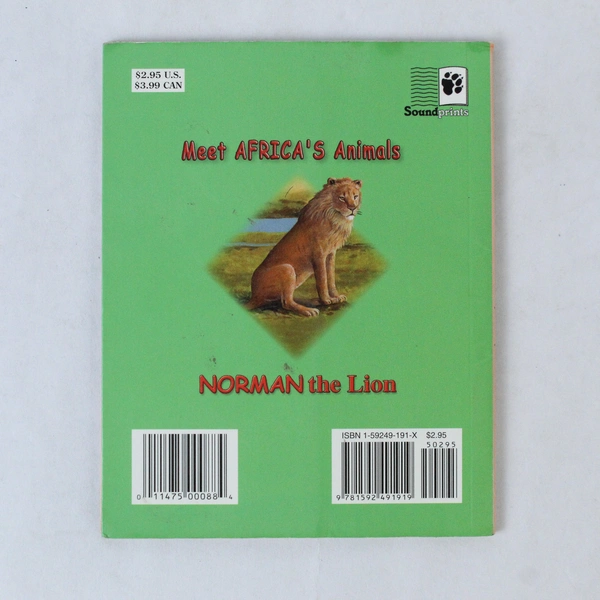 $2.95 U.S.
$3.99 CAN
Soundprints
Meet AFRICA'S Animals
NORMAN the Lion
ISBN 1-59249-191-X $2.95
50295
0 11475 00088 4
9 781592 491919